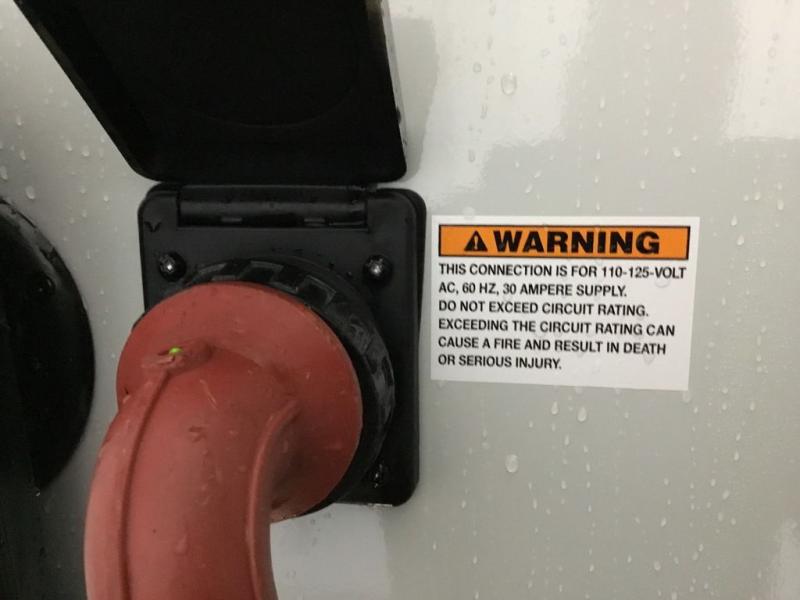 WARNING
THIS CONNECTION IS FOR 110-125-VOLT
AC, 60 HZ, 30 AMPERE SUPPLY.
DO NOT EXCEED CIRCUIT RATING.
EXCEEDING THE CIRCUIT RATING CAN
CAUSE A FIRE AND RESULT IN DEATH
OR SERIOUS INJURY.